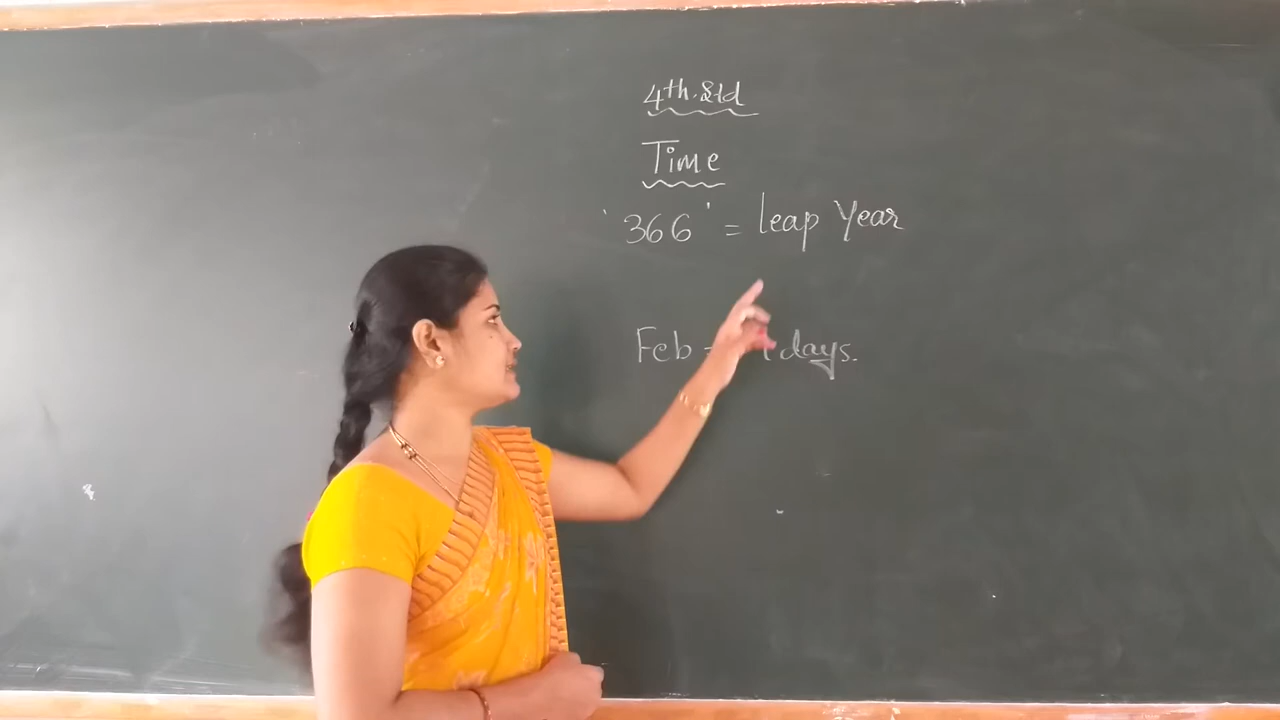 4th.Std
Time
'366' = leap Year
Feb - days.